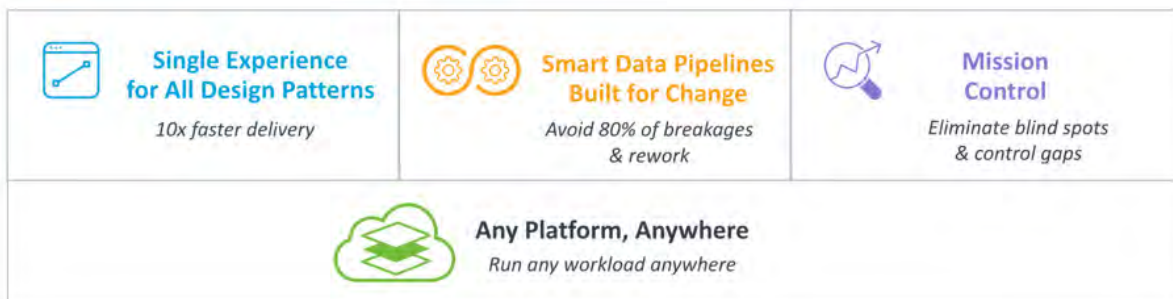 Single Experience
for All Design Patterns
10x faster delivery
Smart Data Pipelines
Built for Change
Avoid 80% of breakages
& rework
Mission
Control
Eliminate blind spots
& control gaps
Any Platform, Anywhere
Run any workload anywhere